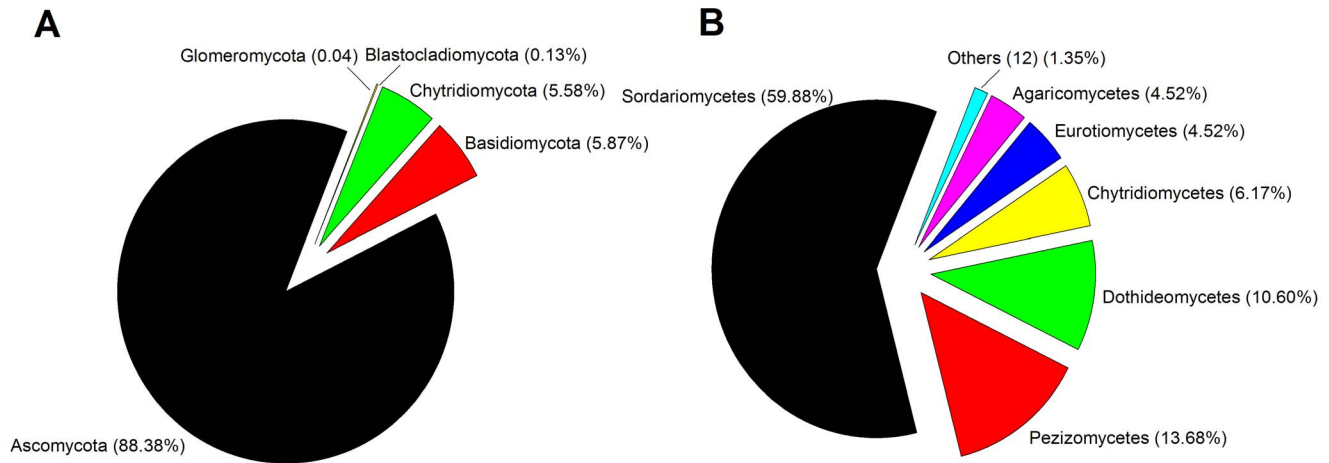 A
Glomeromycota (0.04)
Blastocladiomycota (0.13%)
Chytridiomycota (5.58%)
Basidiomycota (5.87%)
Ascomycota (88.38%)
B
Others (12) (1.35%)
Sordariomycetes (59.88%)
Agaricomycetes (4.52%)
Eurotiomycetes (4.52%)
Chytridiomycetes (6.17%)
Dothideomycetes (10.60%)
Pezizomycetes (13.68%)